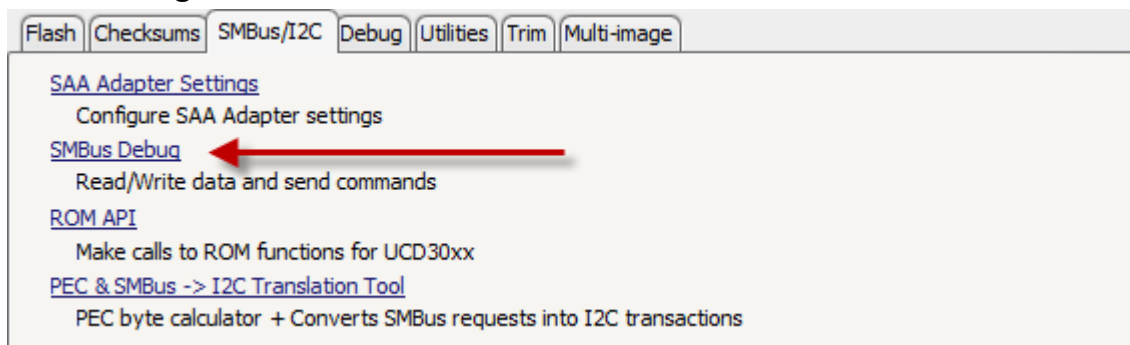 Flash Checksums SMBus/I2C Debug Utilities Trim Multi-image
SAA Adapter Settings
Configure SAA Adapter settings
SMBus Debug
Read/Write data and send commands
ROM API
Make calls to ROM functions for UCD30xx
PEC & SMBus -> I2C Translation Tool
PEC byte calculator + Converts SMBus requests into I2C transactions